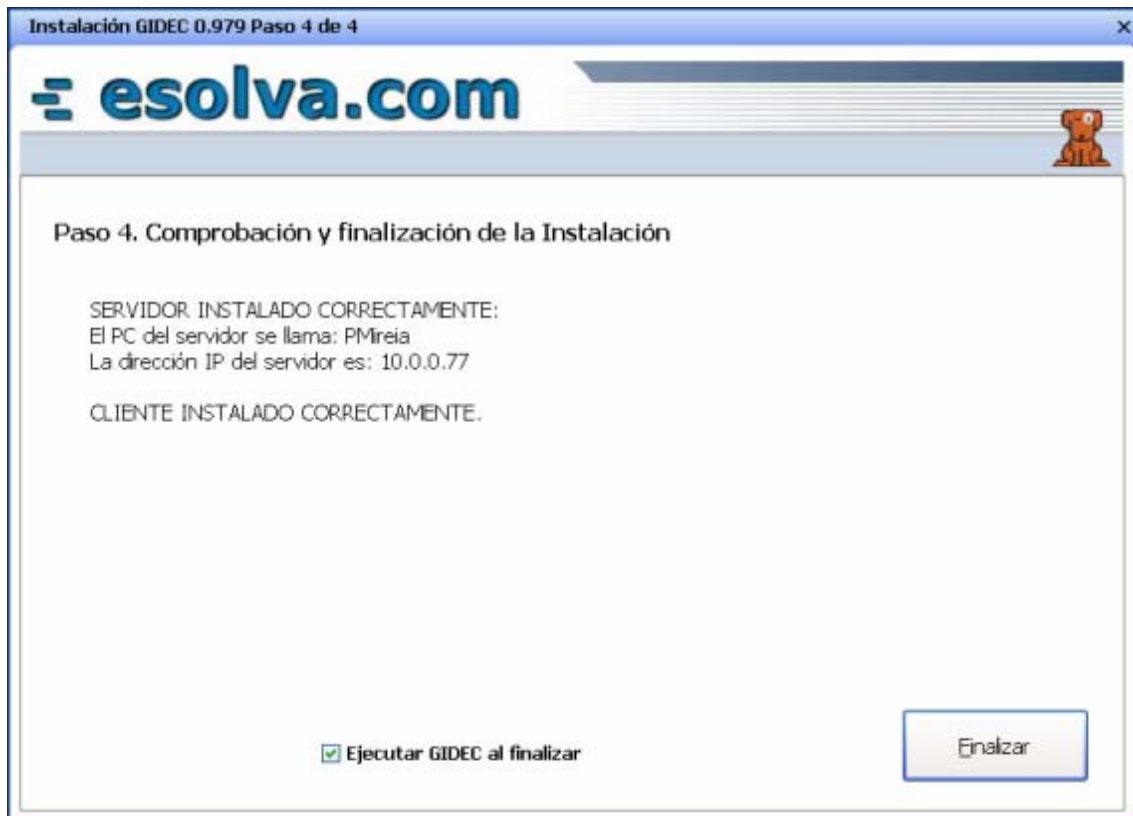 Instalación GIDEC 0.979 Paso 4 de 4
esolva.com
Paso 4. Comprobación y finalización de la Instalación
SERVIDOR INSTALADO CORRECTAMENTE:
El PC del servidor se llama: PMireia
La dirección IP del servidor es: 10.0.0.77
CLIENTE INSTALADO CORRECTAMENTE.
Ejecutar GIDEC al finalizar
Finalizar